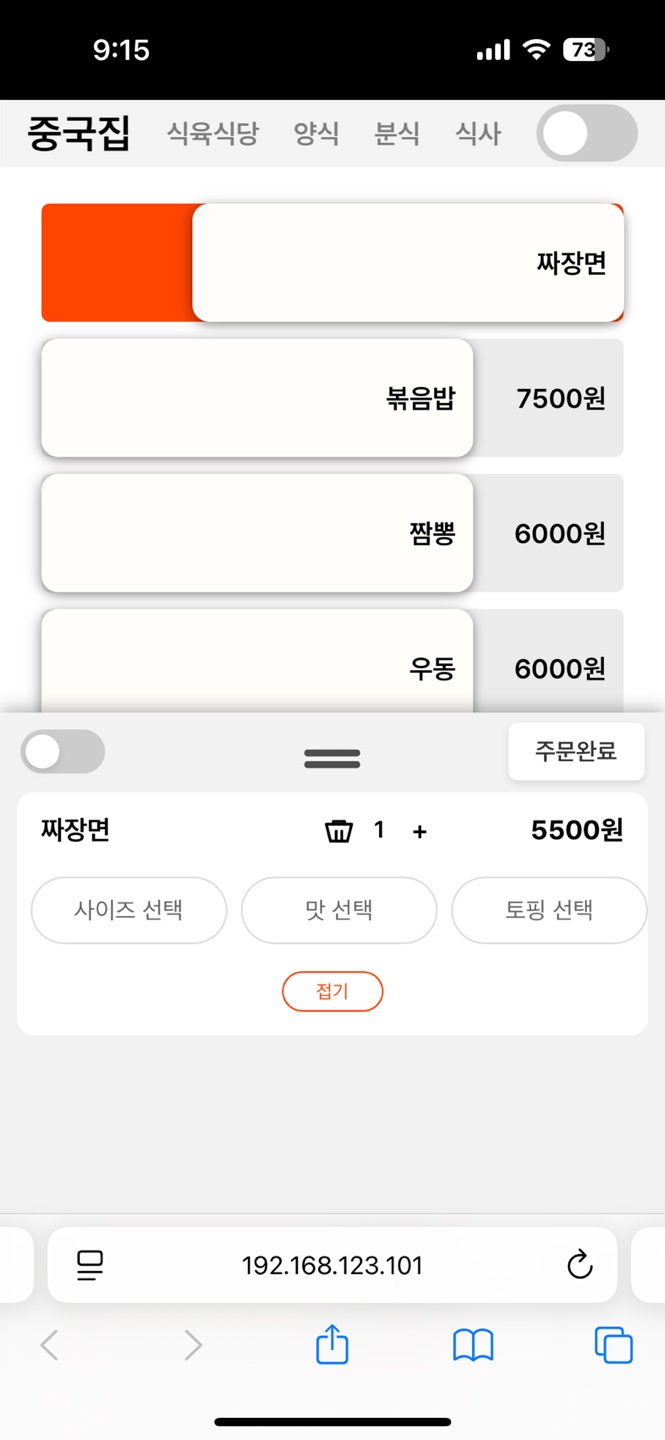 9:15
73
중국집 식육식당 양식 분식 식사
짜장면
볶음밥 7500원
짬뽕 6000원
우동 6000원
주문완료
짜장면 1 + 5500원
사이즈 선택 맛 선택 토핑 선택
접기
192.168.123.101